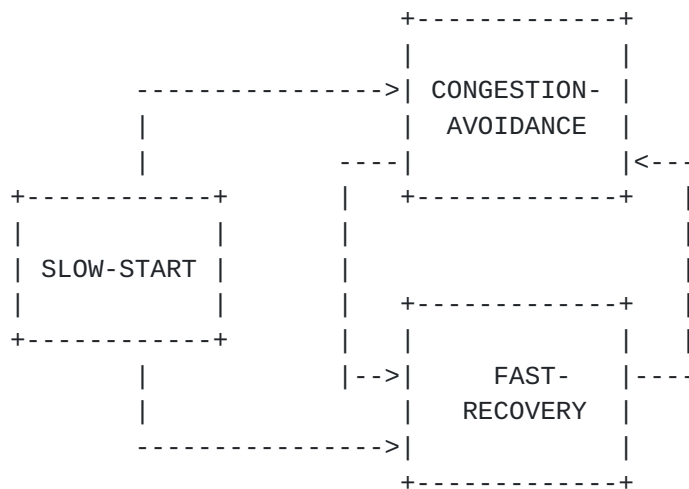 CONGESTION-
AVOIDANCE
SLOW-START
FAST-
RECOVERY